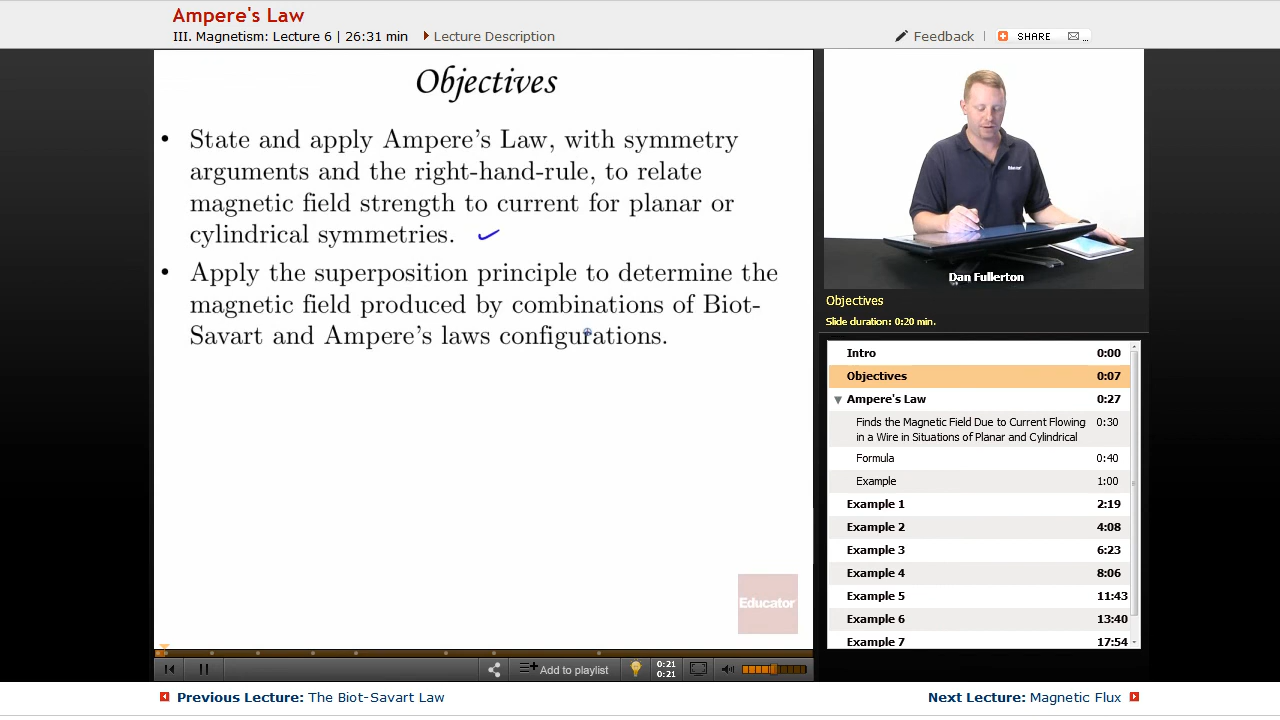 Ampere's Law
III. Magnetism: Lecture 6 | 26:31 min
Lecture Description
Feedback
SHARE
Objectives
• State and apply Ampere's Law, with symmetry
arguments and the right-hand-rule, to relate
magnetic field strength to current for planar or
cylindrical symmetries.
• Apply the superposition principle to determine the
magnetic field produced by combinations of Biot-
Savart and Ampere's laws configurations.
Educator
Dan Fullerton
Objectives
Slide duration: 0:20 min.
Intro 0:00
Objectives 0:07
Ampere's Law 0:27
Finds the Magnetic Field Due to Current Flowing 0:30
in a Wire in Situations of Planar and Cylindrical
Formula 0:40
Example 1:00
Example 1 2:19
Example 2 4:08
Example 3 6:23
Example 4 8:06
Example 5 11:43
Example 6 13:40
Example 7 17:54
Add to playlist
0:21
0:21
Previous Lecture: The Biot-Savart Law
Next Lecture: Magnetic Flux